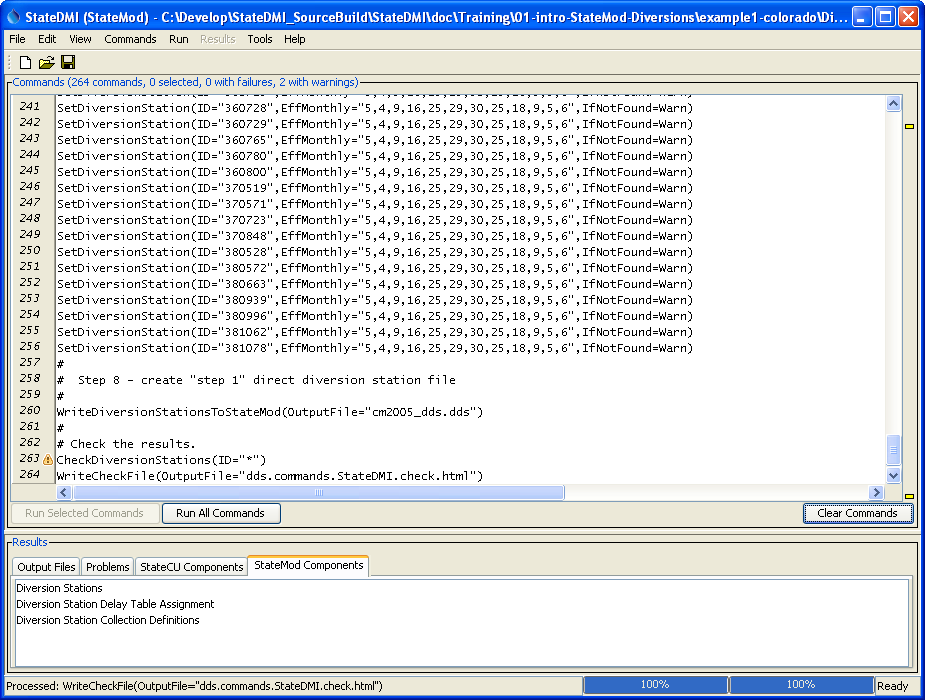 StateDMI (StateMod) - C:\Develop\StateDMI_SourceBuild\StateDMI\doc\Training\01-intro-StateMod-Diversions\example1-colorado\Di...
File Edit View Commands Run Results Tools Help
Commands (264 commands, 0 selected, 0 with failures, 2 with warnings)
241 SetDiversionStation(ID="360728",EffMonthly="5,4,9,16,25,29,30,25,18,9,5,6",IfNotFound=Warn)
242 SetDiversionStation(ID="360729",EffMonthly="5,4,9,16,25,29,30,25,18,9,5,6",IfNotFound=Warn)
243 SetDiversionStation(ID="360765",EffMonthly="5,4,9,16,25,29,30,25,18,9,5,6",IfNotFound=Warn)
244 SetDiversionStation(ID="360780",EffMonthly="5,4,9,16,25,29,30,25,18,9,5,6",IfNotFound=Warn)
245 SetDiversionStation(ID="360800",EffMonthly="5,4,9,16,25,29,30,25,18,9,5,6",IfNotFound=Warn)
246 SetDiversionStation(ID="370519",EffMonthly="5,4,9,16,25,29,30,25,18,9,5,6",IfNotFound=Warn)
247 SetDiversionStation(ID="370571",EffMonthly="5,4,9,16,25,29,30,25,18,9,5,6",IfNotFound=Warn)
248 SetDiversionStation(ID="370723",EffMonthly="5,4,9,16,25,29,30,25,18,9,5,6",IfNotFound=Warn)
249 SetDiversionStation(ID="370848",EffMonthly="5,4,9,16,25,29,30,25,18,9,5,6",IfNotFound=Warn)
250 SetDiversionStation(ID="380528",EffMonthly="5,4,9,16,25,29,30,25,18,9,5,6",IfNotFound=Warn)
251 SetDiversionStation(ID="380572",EffMonthly="5,4,9,16,25,29,30,25,18,9,5,6",IfNotFound=Warn)
252 SetDiversionStation(ID="380663",EffMonthly="5,4,9,16,25,29,30,25,18,9,5,6",IfNotFound=Warn)
253 SetDiversionStation(ID="380939",EffMonthly="5,4,9,16,25,29,30,25,18,9,5,6",IfNotFound=Warn)
254 SetDiversionStation(ID="380996",EffMonthly="5,4,9,16,25,29,30,25,18,9,5,6",IfNotFound=Warn)
255 SetDiversionStation(ID="381062",EffMonthly="5,4,9,16,25,29,30,25,18,9,5,6",IfNotFound=Warn)
256 SetDiversionStation(ID="381078",EffMonthly="5,4,9,16,25,29,30,25,18,9,5,6",IfNotFound=Warn)
257 #
258 #  Step 8 - create "step 1" direct diversion station file
259 #
260 WriteDiversionStationsToStateMod(OutputFile="cm2005_dds.dds")
261 #
262 # Check the results.
263 CheckDiversionStations(ID="*")
264 WriteCheckFile(OutputFile="dds.commands.StateDMI.check.html")
Run Selected Commands Run All Commands Clear Commands
Results
Output Files Problems StateCU Components StateMod Components
Diversion Stations
Diversion Station Delay Table Assignment
Diversion Station Collection Definitions
Processed: WriteCheckFile(OutputFile="dds.commands.StateDMI.check.html") 100% 100% Ready